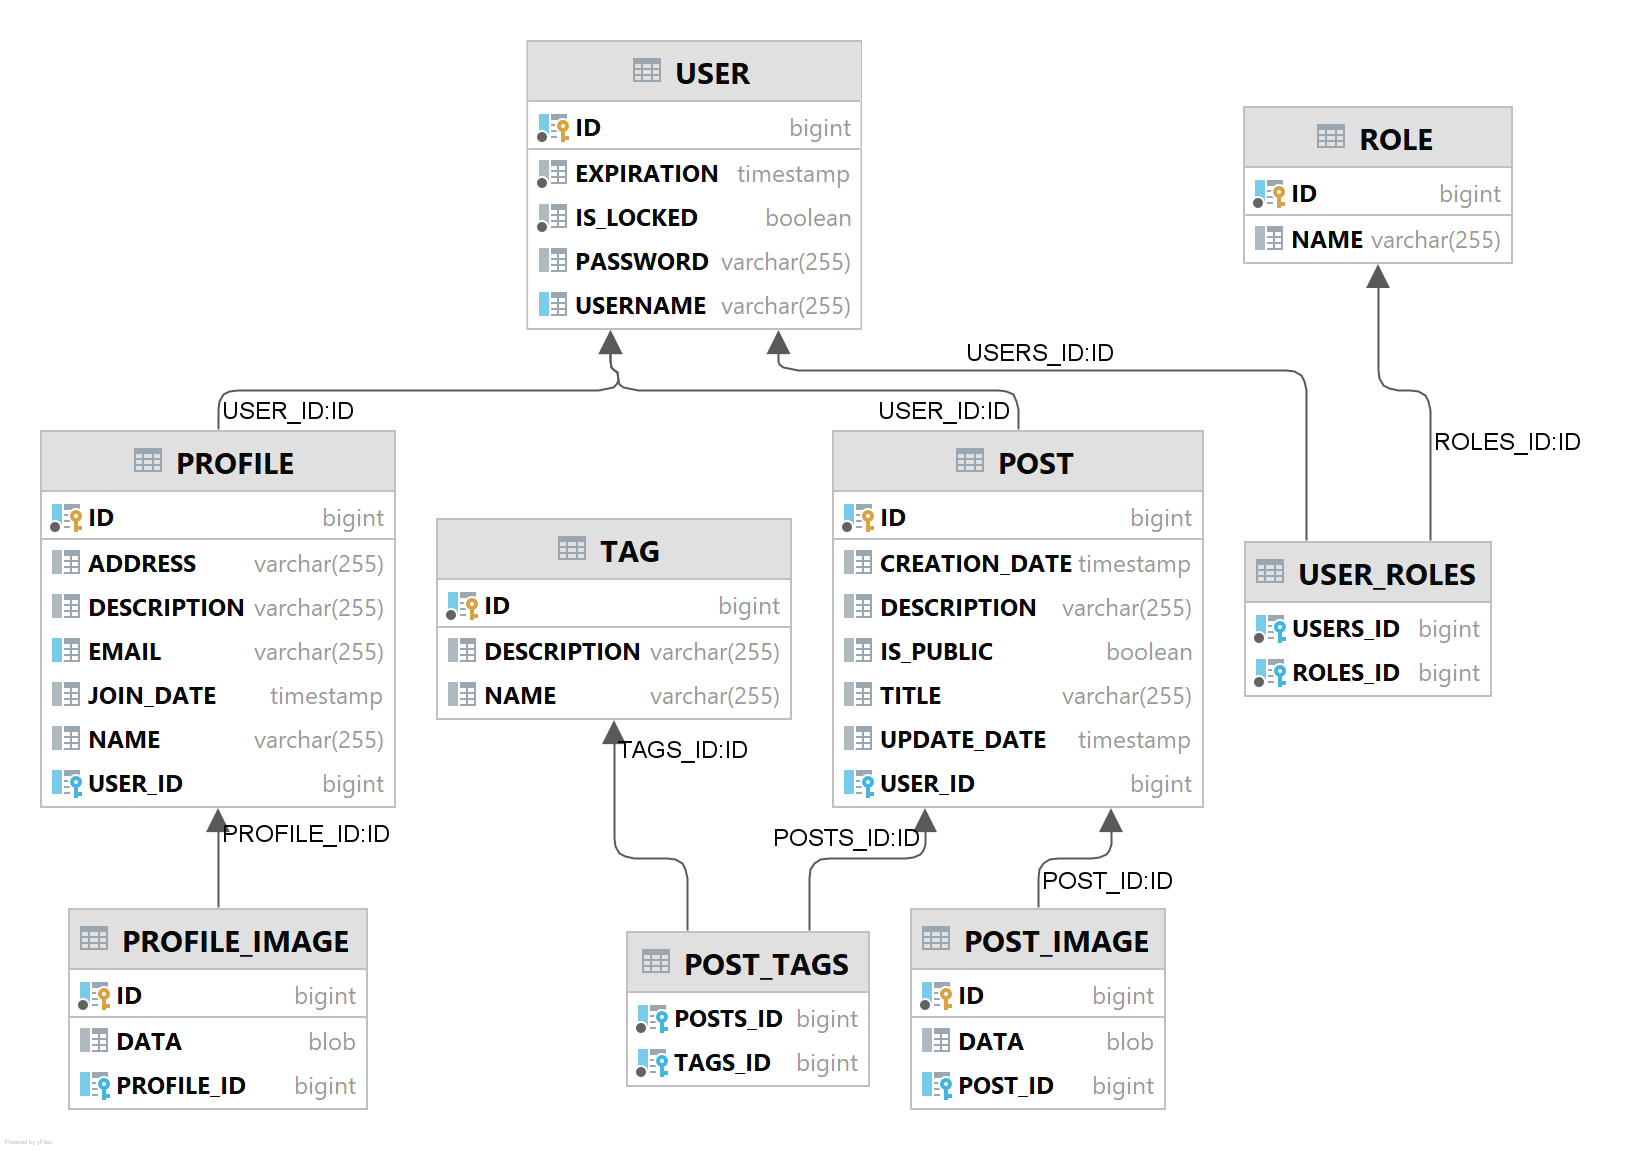 USER
ID bigint
EXPIRATION timestamp
IS_LOCKED boolean
PASSWORD varchar(255)
USERNAME varchar(255)
ROLE
ID bigint
NAME varchar(255)
USERS_ID:ID
USER_ID:ID
USER_ID:ID
ROLES_ID:ID
PROFILE
ID bigint
ADDRESS varchar(255)
DESCRIPTION varchar(255)
EMAIL varchar(255)
JOIN_DATE timestamp
NAME varchar(255)
USER_ID bigint
TAG
ID bigint
DESCRIPTION varchar(255)
NAME varchar(255)
POST
ID bigint
CREATION_DATE timestamp
DESCRIPTION varchar(255)
IS_PUBLIC boolean
TITLE varchar(255)
UPDATE_DATE timestamp
USER_ID bigint
USER_ROLES
USERS_ID bigint
ROLES_ID bigint
TAGS_ID:ID
PROFILE_ID:ID
POSTS_ID:ID
POST_ID:ID
PROFILE_IMAGE
ID bigint
DATA blob
PROFILE_ID bigint
POST_TAGS
POSTS_ID bigint
TAGS_ID bigint
POST_IMAGE
ID bigint
DATA blob
POST_ID bigint
Powered by yFiles